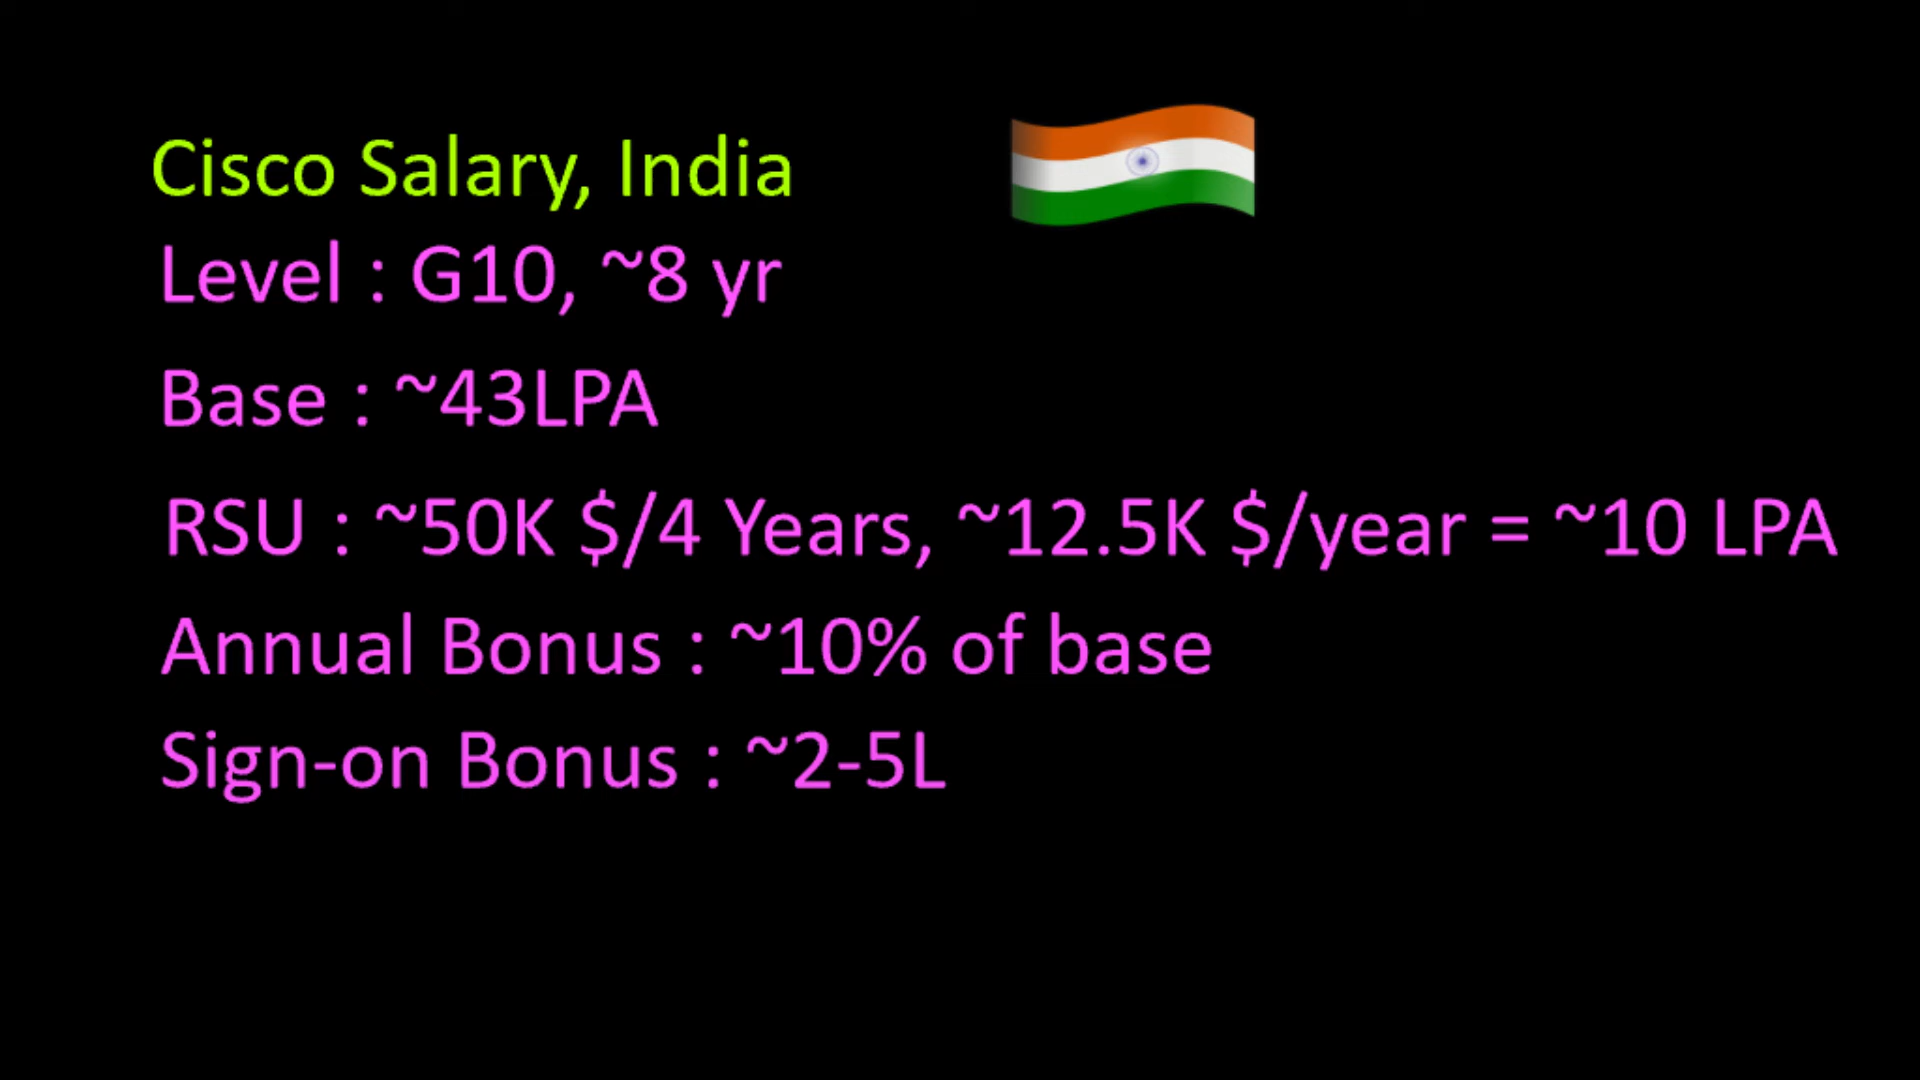 Cisco Salary, India
Level : G10, ~8 yr
Base : ~43LPA
RSU : ~50K $/4 Years, ~12.5K $/year = ~10 LPA
Annual Bonus : ~10% of base
Sign-on Bonus : ~2-5L